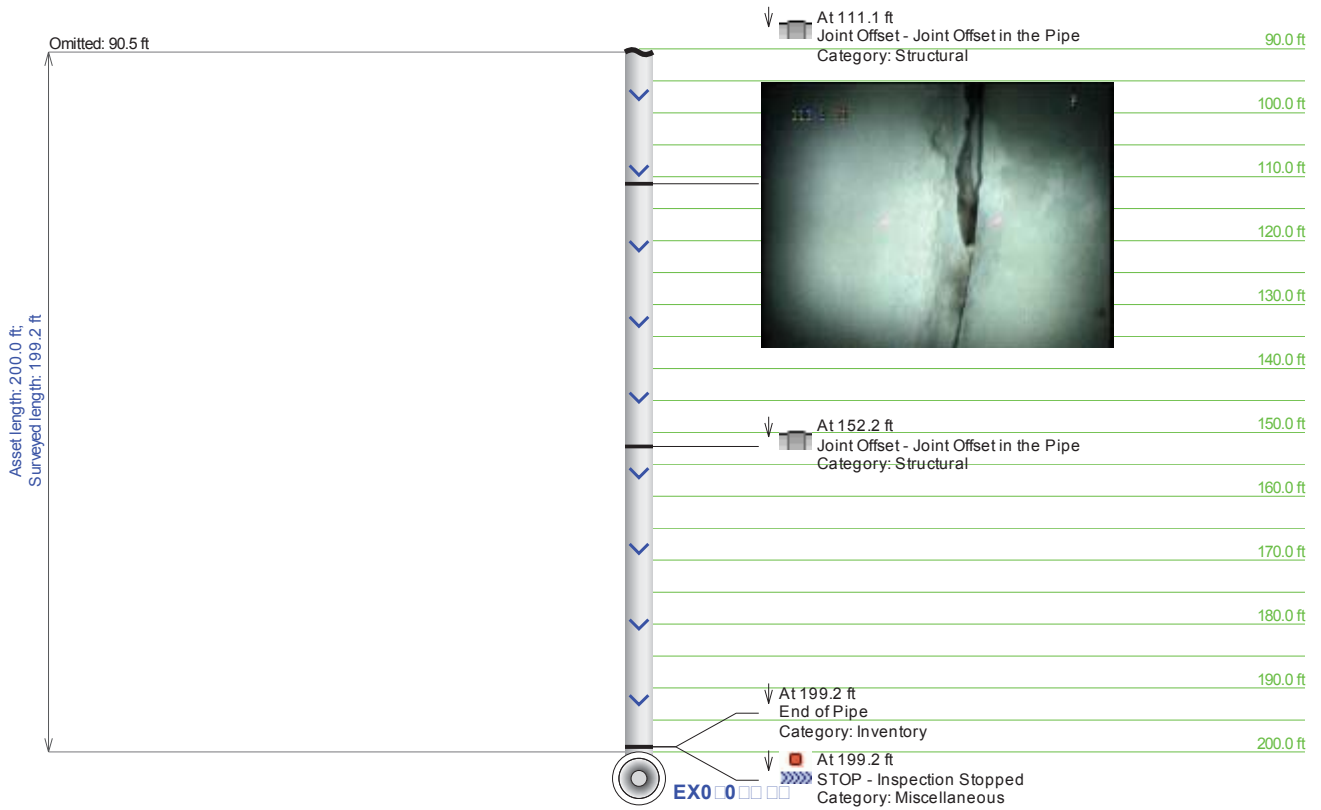 At 111.1 ft
Joint Offset - Joint Offset in the Pipe
Category: Structural
Omitted: 90.5 ft
90.0 ft
100.0 ft
110.0 ft
120.0 ft
130.0 ft
140.0 ft
Asset length: 200.0 ft;
Surveyed length: 199.2 ft
At 152.2 ft
Joint Offset - Joint Offset in the Pipe
Category: Structural
150.0 ft
160.0 ft
170.0 ft
180.0 ft
190.0 ft
At 199.2 ft
End of Pipe
Category: Inventory
200.0 ft
At 199.2 ft
STOP - Inspection Stopped
Category: Miscellaneous